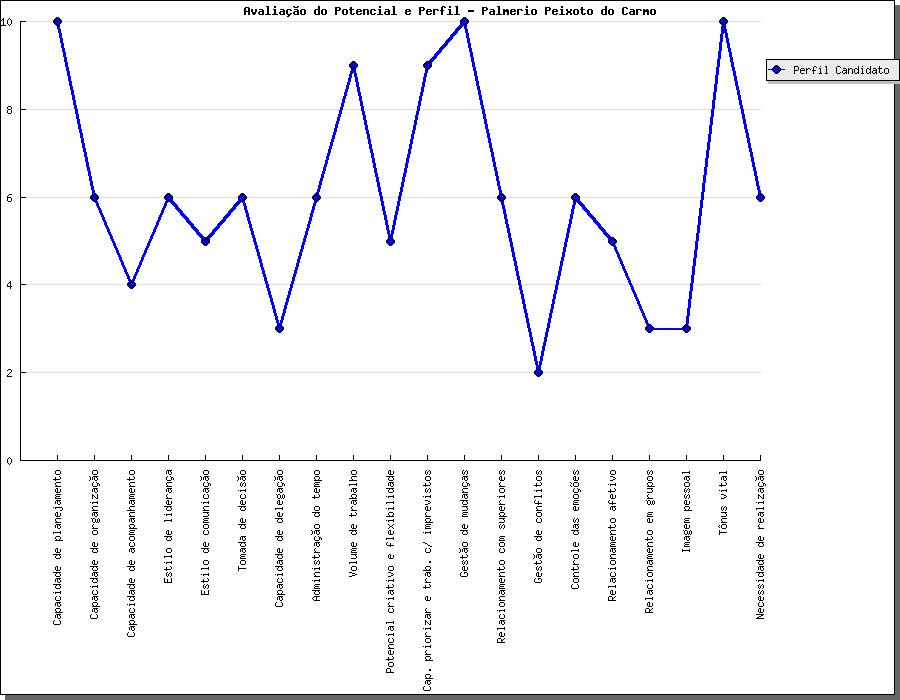 Avaliação do Potencial e Perfil - Palmerio Peixoto do Carmo
Perfil Candidato
10
8
6
4
2
0
Capacidade de planejamento
Capacidade de organização
Capacidade de acompanhamento
Estilo de liderança
Estilo de comunicação
Tomada de decisão
Capacidade de delegação
Administração do tempo
Volume de trabalho
Potencial criativo e flexibilidade
Cap. priorizar e trab. c/ imprevistos
Gestão de mudanças
Relacionamento com superiores
Gestão de conflitos
Controle das emoções
Relacionamento afetivo
Relacionamento em grupos
Imagem pessoal
Tônus vital
Necessidade de realização